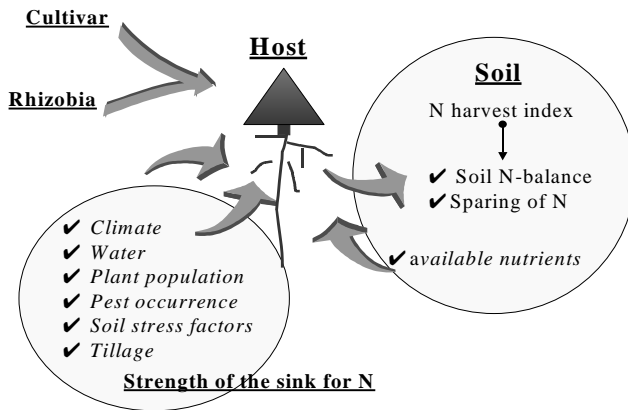 Cultivar
Rhizobia
Host
Soil
N harvest index
✔ Soil N-balance
✔ Sparing of N
✔ available nutrients
✔ Climate
✔ Water
✔ Plant population
✔ Pest occurrence
✔ Soil stress factors
✔ Tillage
Strength of the sink for N